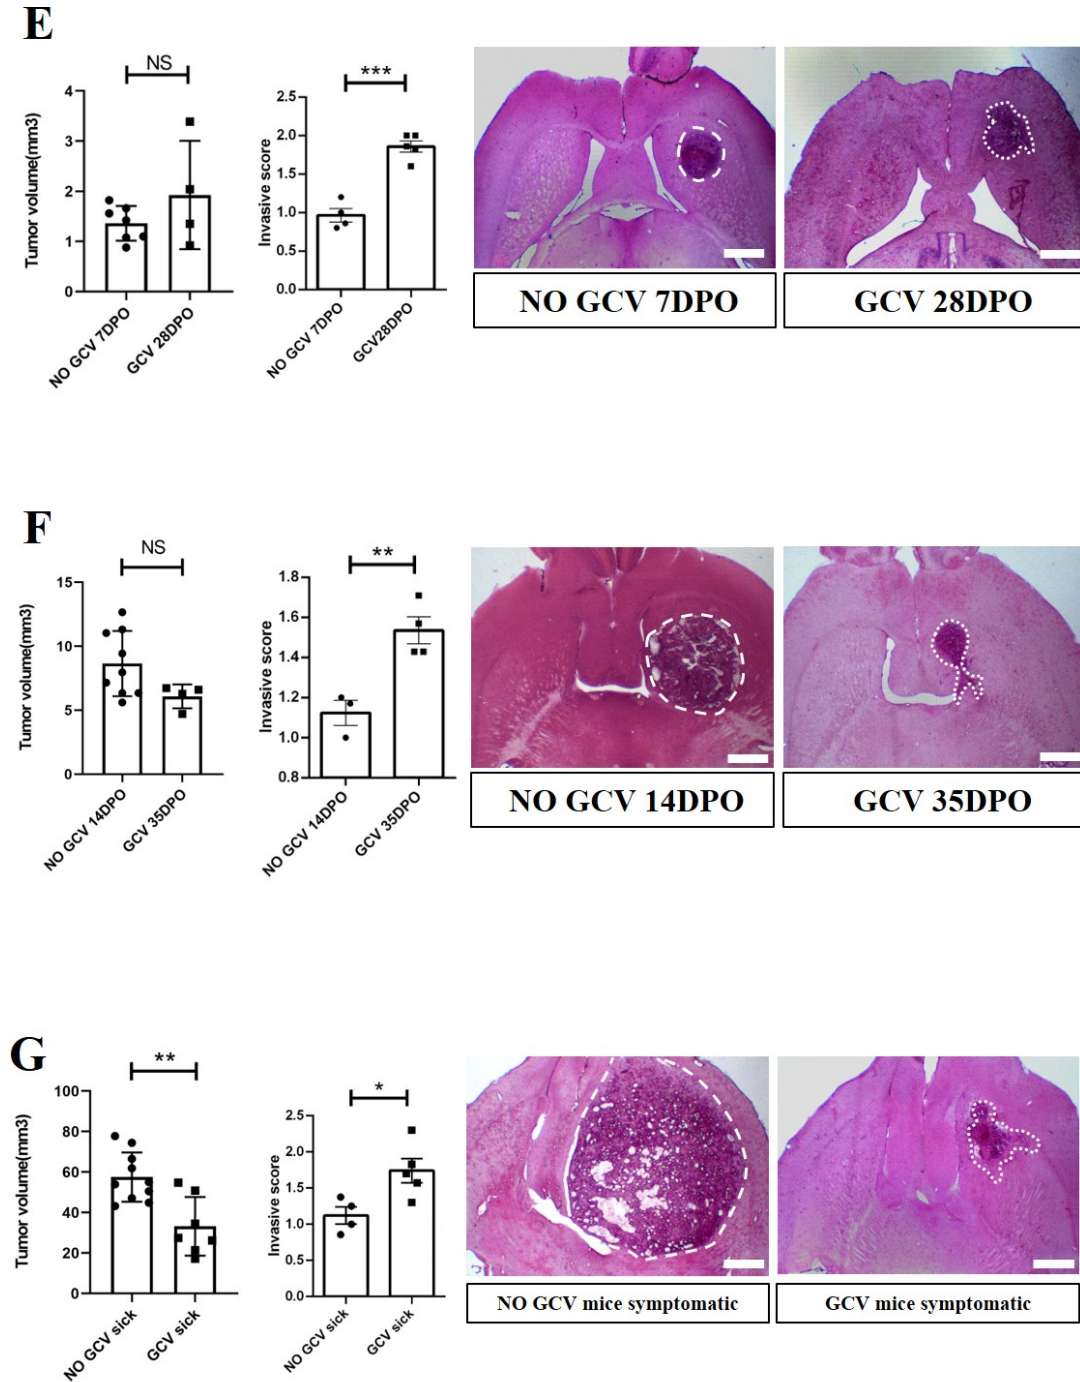 E
NS
Tumor volume(mm3)
4
3
2
1
0
NO GCV 7DPO
GCV 28DPO
***
Invasive score
2.5
2.0
1.5
1.0
0.5
0.0
NO GCV 7DPO
GCV28DPO
NO GCV 7DPO
GCV 28DPO
F
NS
Tumor volume(mm3)
15
10
5
0
NO GCV 14DPO
GCV 35DPO
**
Invasive score
1.8
1.6
1.4
1.2
1.0
0.8
NO GCV 14DPO
GCV 35DPO
NO GCV 14DPO
GCV 35DPO
G
**
Tumor volume(mm3)
100
80
60
40
20
0
NO GCV sick
GCV sick
*
Invasive score
2.5
2.0
1.5
1.0
0.5
0.0
NO GCV sick
GCV sick
NO GCV mice symptomatic
GCV mice symptomatic